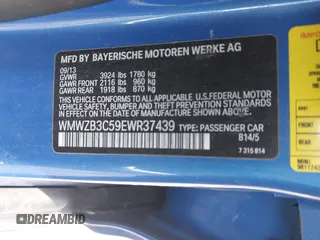 MFD BY BAYERISCHE MOTOREN WERKE AG
09/13
GVWR 3924 lbs 1780 kg
GAWR FRONT 2116 lbs 960 kg
GAWR REAR 1918 lbs 870 kg
THIS VEHICLE CONFORMS TO ALL APPLICABLE
U.S. FEDERAL MOTOR VEHICLE
SAFETY, BUMPER, AND THEFT PREVENTION
STANDARDS IN EFFECT ON THE DATE OF
MANUFACTURE SHOWN ABOVE.
WMWZB3C59EWR37439 TYPE: PASSENGER CAR
B14/5
7 315 814
DREAMBID